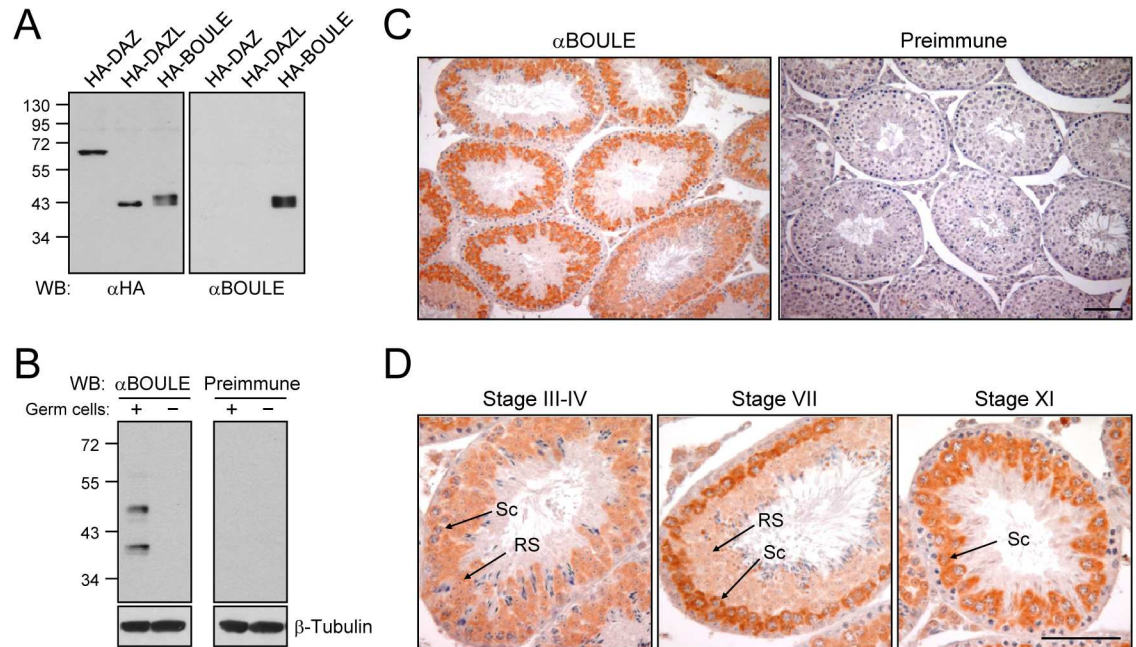 A
HA-DAZ
HA-DAZL
HA-BOULE
HA-DAZ
HA-DAZL
HA-BOULE
130
95
72
55
43
34
WB: αHA αBOULE
B
WB: αBOULE Preimmune
Germ cells: + − + −
72
55
43
34
β-Tubulin
C
αBOULE Preimmune
D
Stage III-IV Stage VII Stage XI
Sc
RS
RS
Sc
Sc